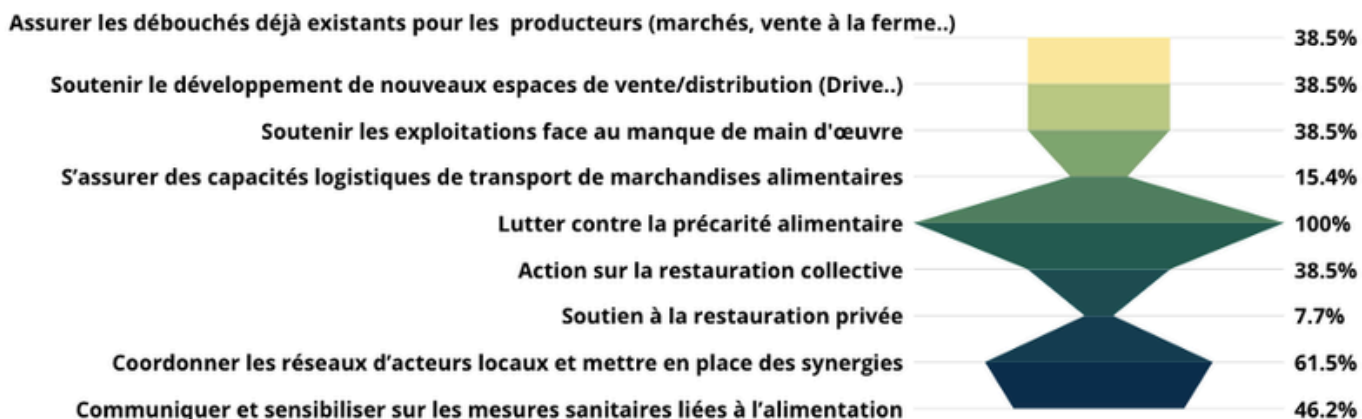 Assurer les débouchés déjà existants pour les  producteurs (marchés, vente à la ferme..)
38.5%
Soutenir le développement de nouveaux espaces de vente/distribution (Drive..)
38.5%
Soutenir les exploitations face au manque de main d'œuvre
38.5%
S’assurer des capacités logistiques de transport de marchandises alimentaires
15.4%
Lutter contre la précarité alimentaire
100%
Action sur la restauration collective
38.5%
Soutien à la restauration privée
7.7%
Coordonner les réseaux d’acteurs locaux et mettre en place des synergies
61.5%
Communiquer et sensibiliser sur les mesures sanitaires liées à l’alimentation
46.2%